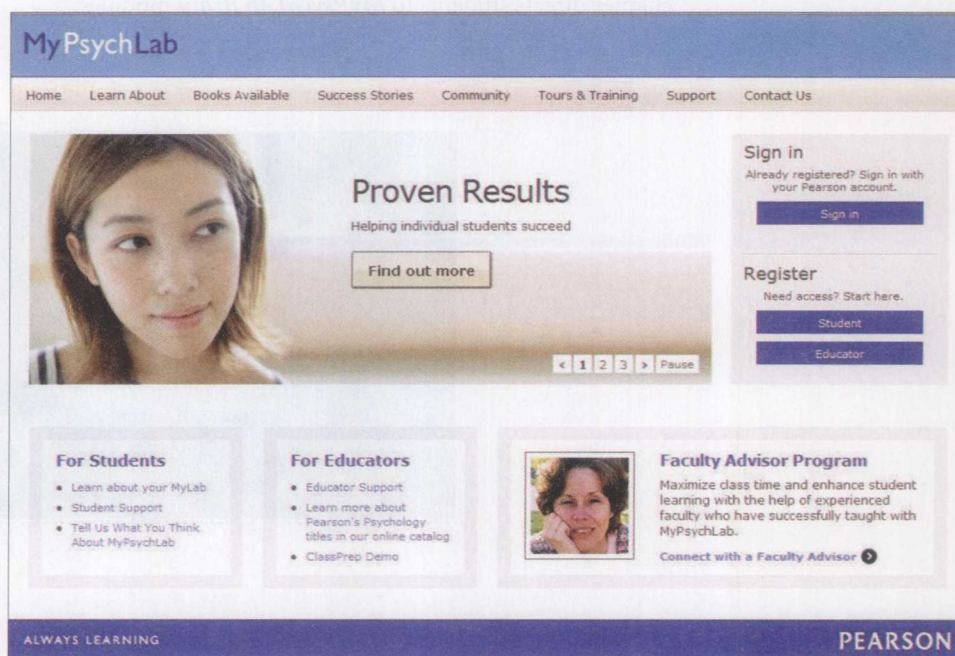 MyPsychLab
Home Learn About Books Available Success Stories Community Tours & Training Support Contact Us
Proven Results
Helping individual students succeed
Find out more
< 1 2 3 > Pause
Sign in
Already registered? Sign in with
your Pearson account.
Sign in
Register
Need access? Start here.
Student
Educator
For Students
• Learn about your MyLab
• Student Support
• Tell Us What You Think
About MyPsychLab
For Educators
• Educator Support
• Learn more about
Pearson's Psychology
titles in our online catalog
• ClassPrep Demo
Faculty Advisor Program
Maximize class time and enhance student
learning with the help of experienced
faculty who have successfully taught with
MyPsychLab.
Connect with a Faculty Advisor
ALWAYS LEARNING
PEARSON